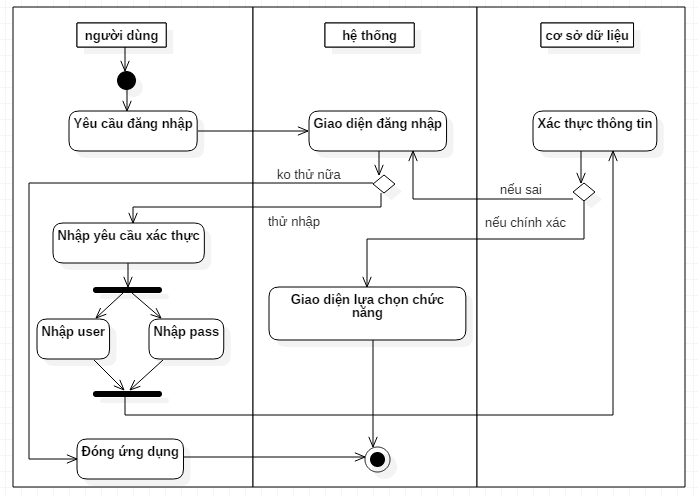 người dùng
hệ thống
cơ sở dữ liệu
Yêu cầu đăng nhập
Giao diện đăng nhập
Xác thực thông tin
ko thử nữa
nếu sai
thử nhập
nếu chính xác
Nhập yêu cầu xác thực
Giao diện lựa chọn chức
năng
Nhập user
Nhập pass
Đóng ứng dụng